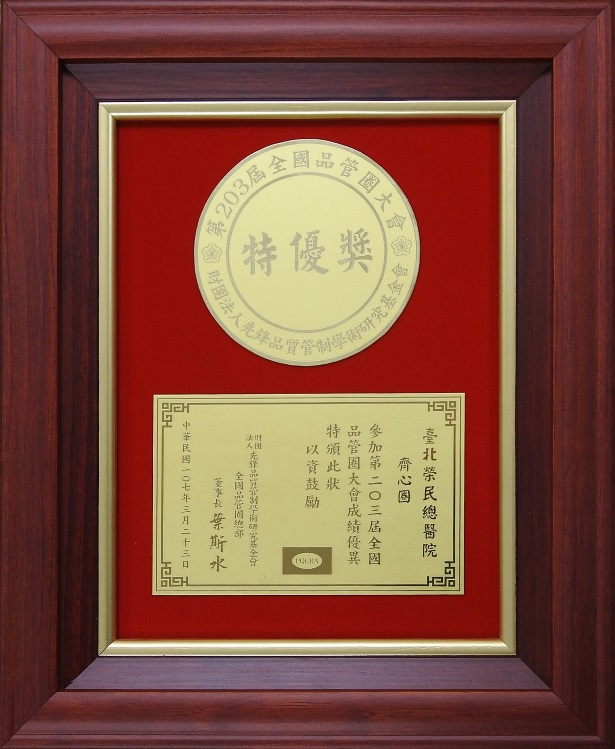 第203屆全國品管圈大會
特優獎
財團法人先鋒品質管制學術研究基金會
臺北榮民總醫院
齊心圈
參加第二〇三屆全國
品管圈大會成績優異
特頒此狀
以資鼓勵
PQCRA
財團法人先鋒品質管制學術研究基金會
全國品管圈總部
董事長 葉斯水
中華民國一〇七年三月二十三日